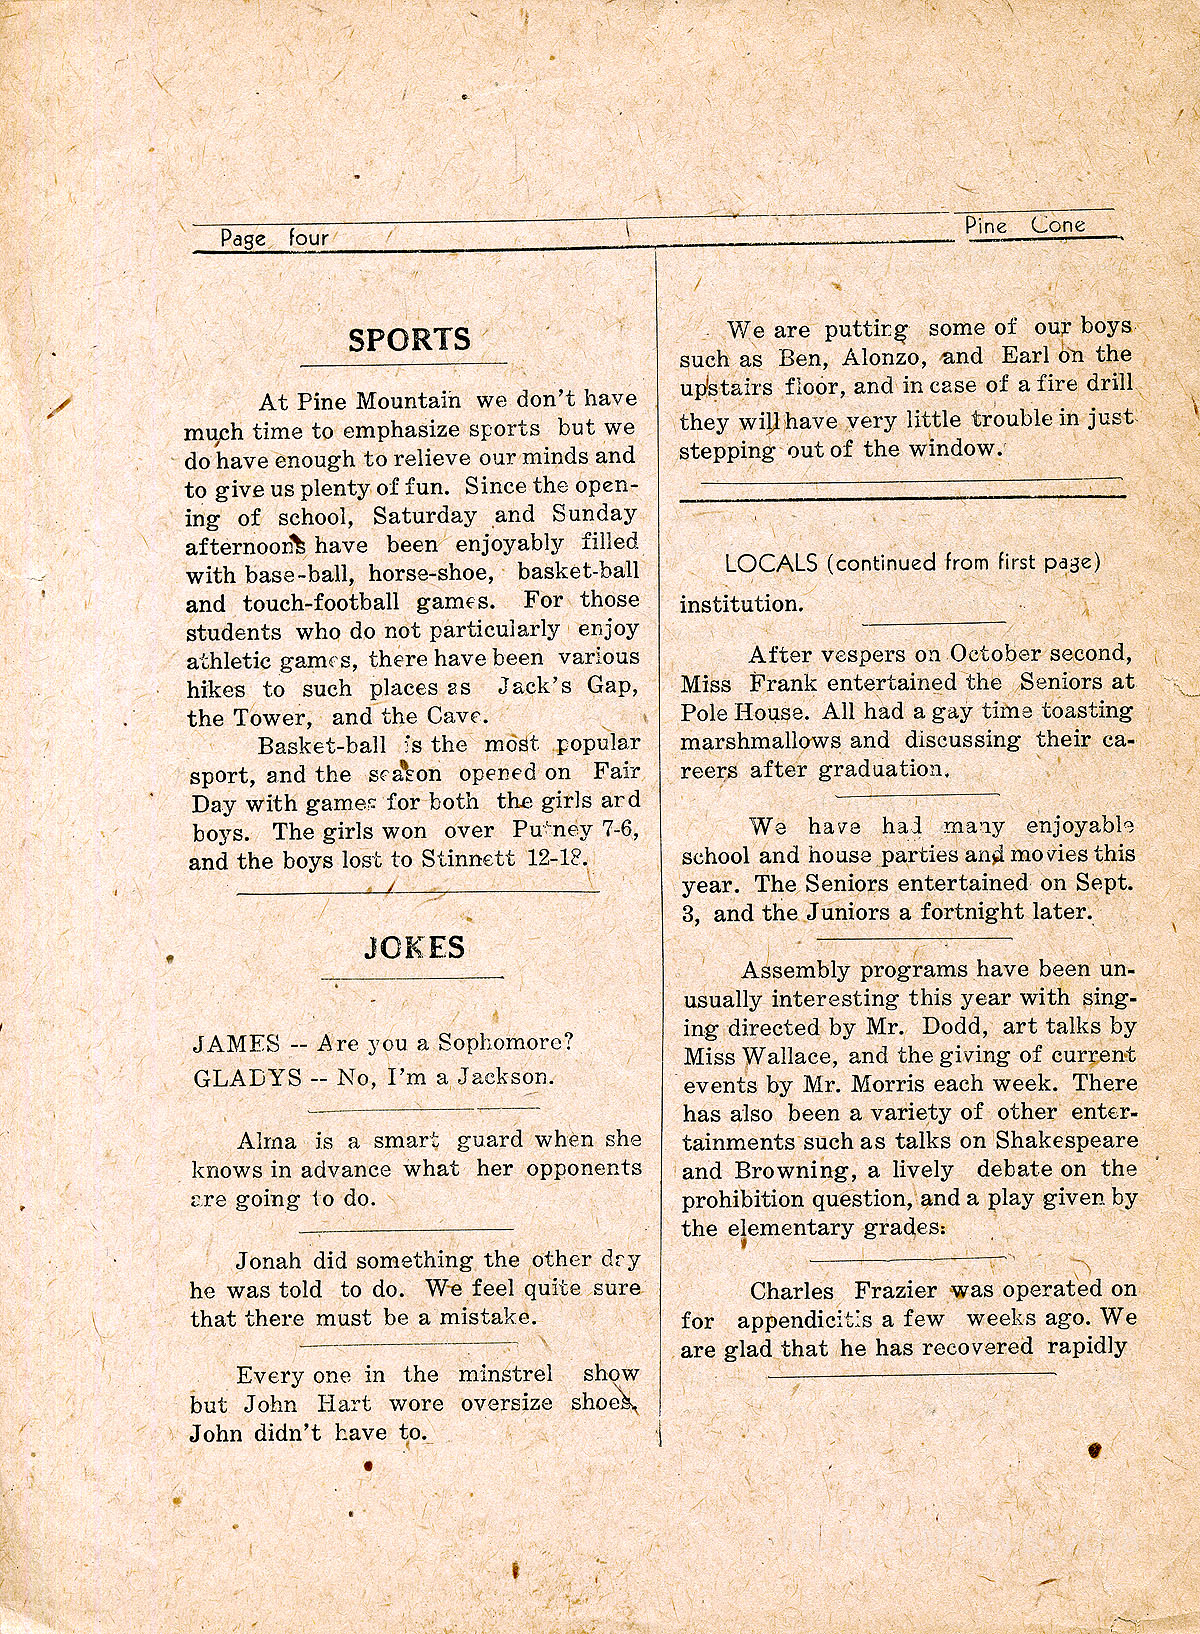 Page four
Pine Cone
SPORTS
At Pine Mountain we don't have
much time to emphasize sports but we
do have enough to relieve our minds and
to give us plenty of fun. Since the open-
ing of school, Saturday and Sunday
afternoons have been enjoyably filled
with base-ball, horse-shoe, basket-ball
and touch-football games. For those
students who do not particularly enjoy
athletic games, there have been various
hikes to such places as Jack's Gap,
the Tower, and the Cave.
Basket-ball is the most popular
sport, and the season opened on Fair
Day with games for both the girls and
boys. The girls won over Putney 7-6,
and the boys lost to Stinnett
JOKES
JAMES -- Are you a Sophomore?
GLADYS -- No, I'm a Jackson.
Alma is a smart guard when she
knows in advance what her opponents
are going to do.
Jonah did something the other day
he was told to do. We feel quite sure
that there must be a mistake.
Every one in the minstrel show
but John Hart wore oversize shoes.
John didn't have to.
We are putting some of our boys
such as Ben, Alonzo, and Earl on the
upstairs floor, and in case of a fire drill
they will have very little trouble in just
stepping out of the window.
LOCALS (continued from first page)
institution.
After vespers on October second,
Miss Frank entertained the Seniors at
Pole House. All had a gay time toasting
marshmallows and discussing their ca-
reers after graduation.
We have had many enjoyable
school and house parties and movies this
year. The Seniors entertained on Sept.
3, and the Juniors a fortnight later.
Assembly programs have been un-
usually interesting this year with sing-
ing directed by Mr. Dodd, art talks by
Miss Wallace, and the giving of current
events by Mr. Morris each week. There
has also been a variety of other enter-
tainments such as talks on Shakespeare
and Browning, a lively debate on the
prohibition question, and a play given by
the elementary grades.
Charles Frazier was operated on
for appendicitis a few weeks ago. We
are glad that he has recovered rapidly